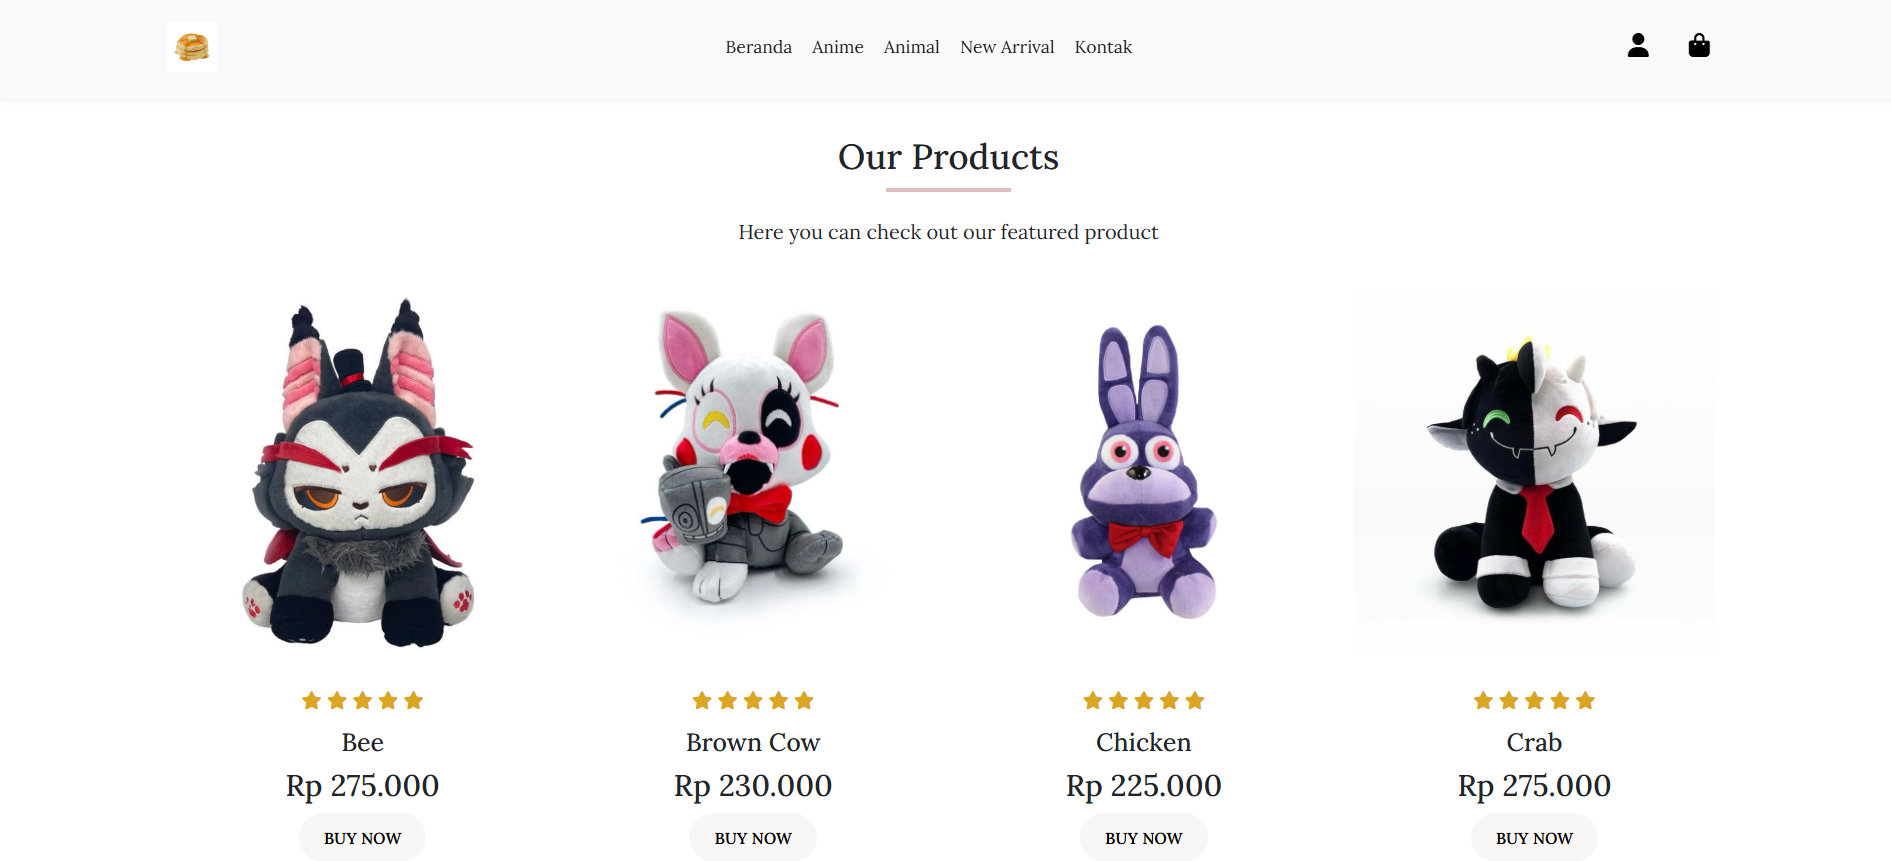 Beranda Anime Animal New Arrival Kontak
Our Products
Here you can check out our featured product
Bee
Rp 275.000
BUY NOW
Brown Cow
Rp 230.000
BUY NOW
Chicken
Rp 225.000
BUY NOW
Crab
Rp 275.000
BUY NOW